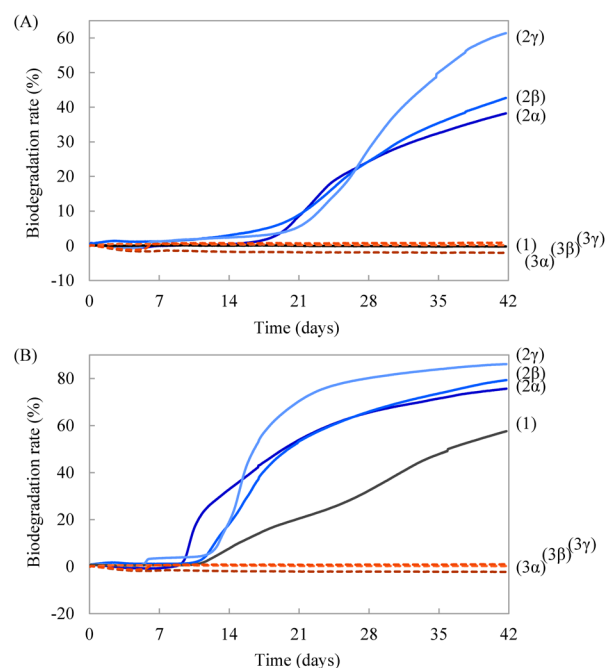 (A)
Biodegradation rate (%)
60
50
40
30
20
10
0
-10
0 7 14 21 28 35 42
Time (days)
(2γ)
(2β)
(2α)
(1)
(3α)(3β)(3γ)
(B)
Biodegradation rate (%)
80
60
40
20
0
-20
0 7 14 21 28 35 42
Time (days)
(2γ)
(2β)
(2α)
(1)
(3α)(3β)(3γ)